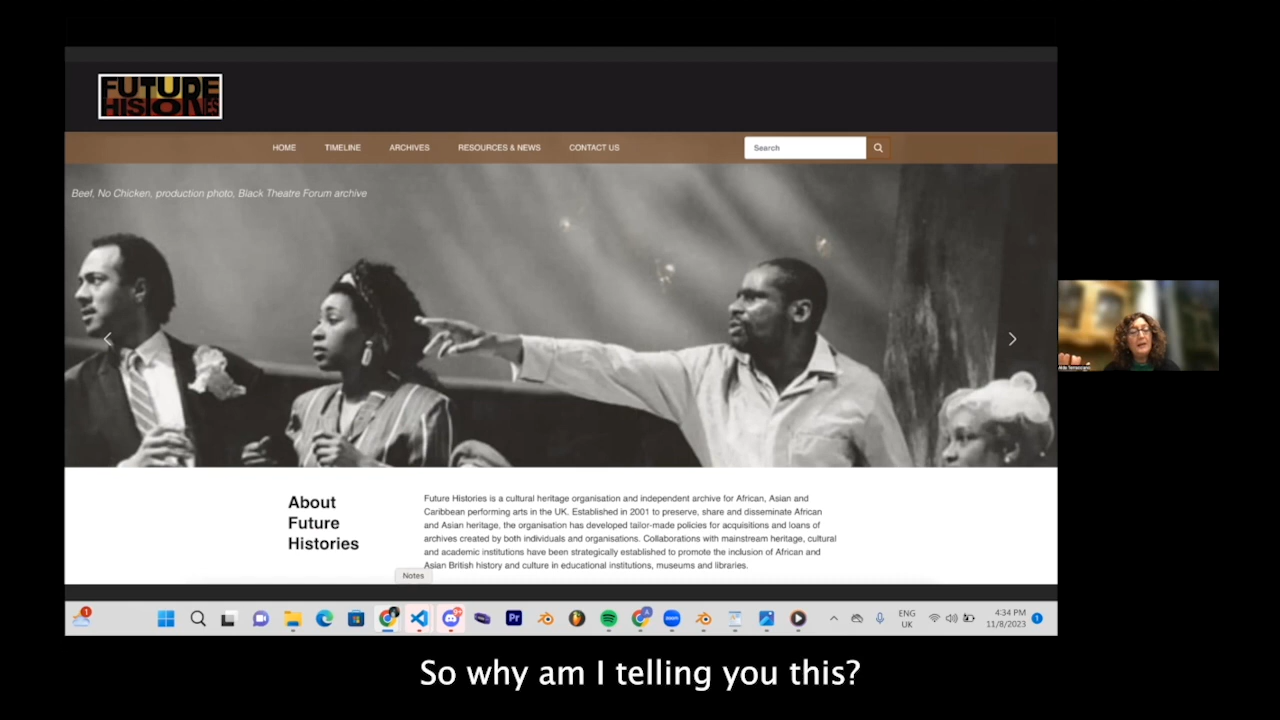 FUTURE
HISTORIES
HOME TIMELINE ARCHIVES RESOURCES & NEWS CONTACT US Search
Beef, No Chicken, production photo, Black Theatre Forum archive
About
Future
Histories
Future Histories is a cultural heritage organisation and independent archive for African, Asian and
Caribbean performing arts in the UK. Established in 2001 to preserve, share and disseminate African
and Asian heritage, the organisation has developed tailor-made policies for acquisitions and loans of
archives created by both individuals and organisations. Collaborations with mainstream heritage, cultural
and academic institutions have been strategically established to promote the inclusion of African and
Asian British history and culture in educational institutions, museums and libraries.
Notes
1
Pr
zoom
ENG
UK
4:34 PM
11/8/2023
1
So why am I telling you this?